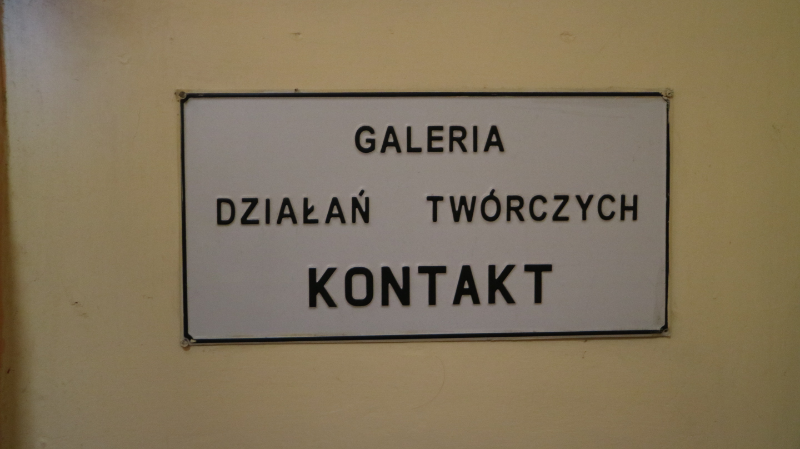 GALERIA
DZIAŁAŃ TWÓRCZYCH
KONTAKT